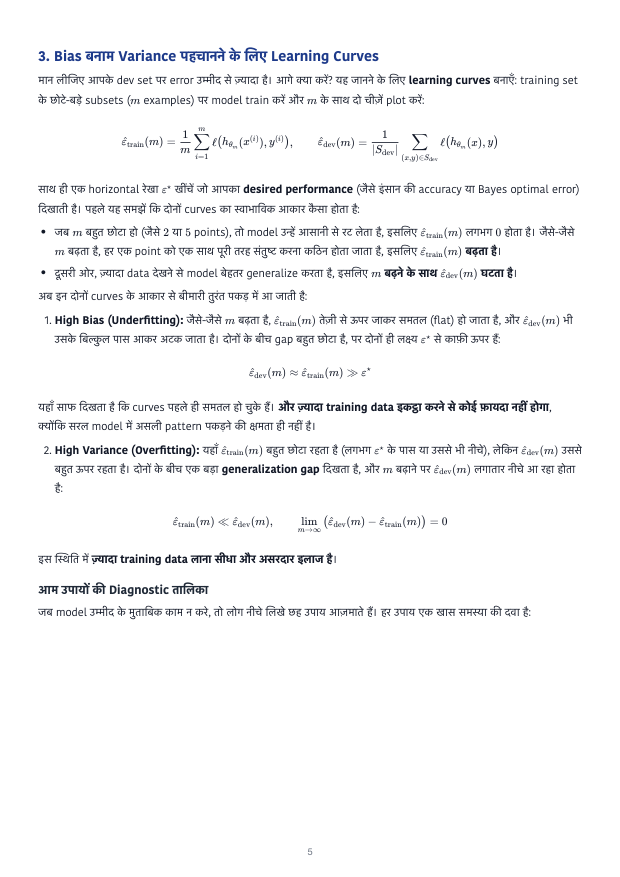 3. Bias बनाम Variance पहचानने के लिए Learning Curves
मान लीजिए आपके dev set पर error उम्मीद से ज़्यादा है। आगे क्या करें? यह जानने के लिए learning curves बनाएँ: training set
के छोटे-बड़े subsets (m examples) पर model train करें और m के साथ दो चीज़ें plot करें:
ε̂_train(m) = (1/m) ∑_{i=1}^{m} ℓ(h_{θ_m}(x^{(i)}), y^{(i)}),  ε̂_dev(m) = (1/|S_dev|) ∑_{(x,y)∈S_dev} ℓ(h_{θ_m}(x), y)
साथ ही एक horizontal रेखा ε* खींचें जो आपका desired performance (जैसे इंसान की accuracy या Bayes optimal error)
दिखाती है। पहले यह समझें कि दोनों curves का स्वाभाविक आकार कैसा होता है:
• जब m बहुत छोटा हो (जैसे 2 या 5 points), तो model उन्हें आसानी से रट लेता है, इसलिए ε̂_train(m) लगभग 0 होता है। जैसे-जैसे
m बढ़ता है, हर एक point को एक साथ पूरी तरह संतुष्ट करना कठिन होता जाता है, इसलिए ε̂_train(m) बढ़ता है।
• दूसरी ओर, ज़्यादा data देखने से model बेहतर generalize करता है, इसलिए m बढ़ने के साथ ε̂_dev(m) घटता है।
अब इन दोनों curves के आकार से बीमारी तुरंत पकड़ में आ जाती है:
1. High Bias (Underfitting): जैसे-जैसे m बढ़ता है, ε̂_train(m) तेज़ी से ऊपर जाकर समतल (flat) हो जाता है, और ε̂_dev(m) भी
उसके बिल्कुल पास आकर अटक जाता है। दोनों के बीच gap बहुत छोटा है, पर दोनों ही लक्ष्य ε* से काफ़ी ऊपर हैं:
ε̂_dev(m) ≈ ε̂_train(m) ≫ ε*
यहाँ साफ दिखता है कि curves पहले ही समतल हो चुके हैं। और ज़्यादा training data इकट्ठा करने से कोई फ़ायदा नहीं होगा,
क्योंकि सरल model में असली pattern पकड़ने की क्षमता ही नहीं है।
2. High Variance (Overfitting): यहाँ ε̂_train(m) बहुत छोटा रहता है (लगभग ε* के पास या उससे भी नीचे), लेकिन ε̂_dev(m) उससे
बहुत ऊपर रहता है। दोनों के बीच एक बड़ा generalization gap दिखता है, और m बढ़ाने पर ε̂_dev(m) लगातार नीचे आ रहा होता
है:
ε̂_train(m) ≪ ε̂_dev(m),  lim_{m→∞} (ε̂_dev(m) − ε̂_train(m)) = 0
इस स्थिति में ज़्यादा training data लाना सीधा और असरदार इलाज है।
आम उपायों की Diagnostic तालिका
जब model उम्मीद के मुताबिक काम न करे, तो लोग नीचे लिखे छह उपाय आज़माते हैं। हर उपाय एक खास समस्या की दवा है:
5